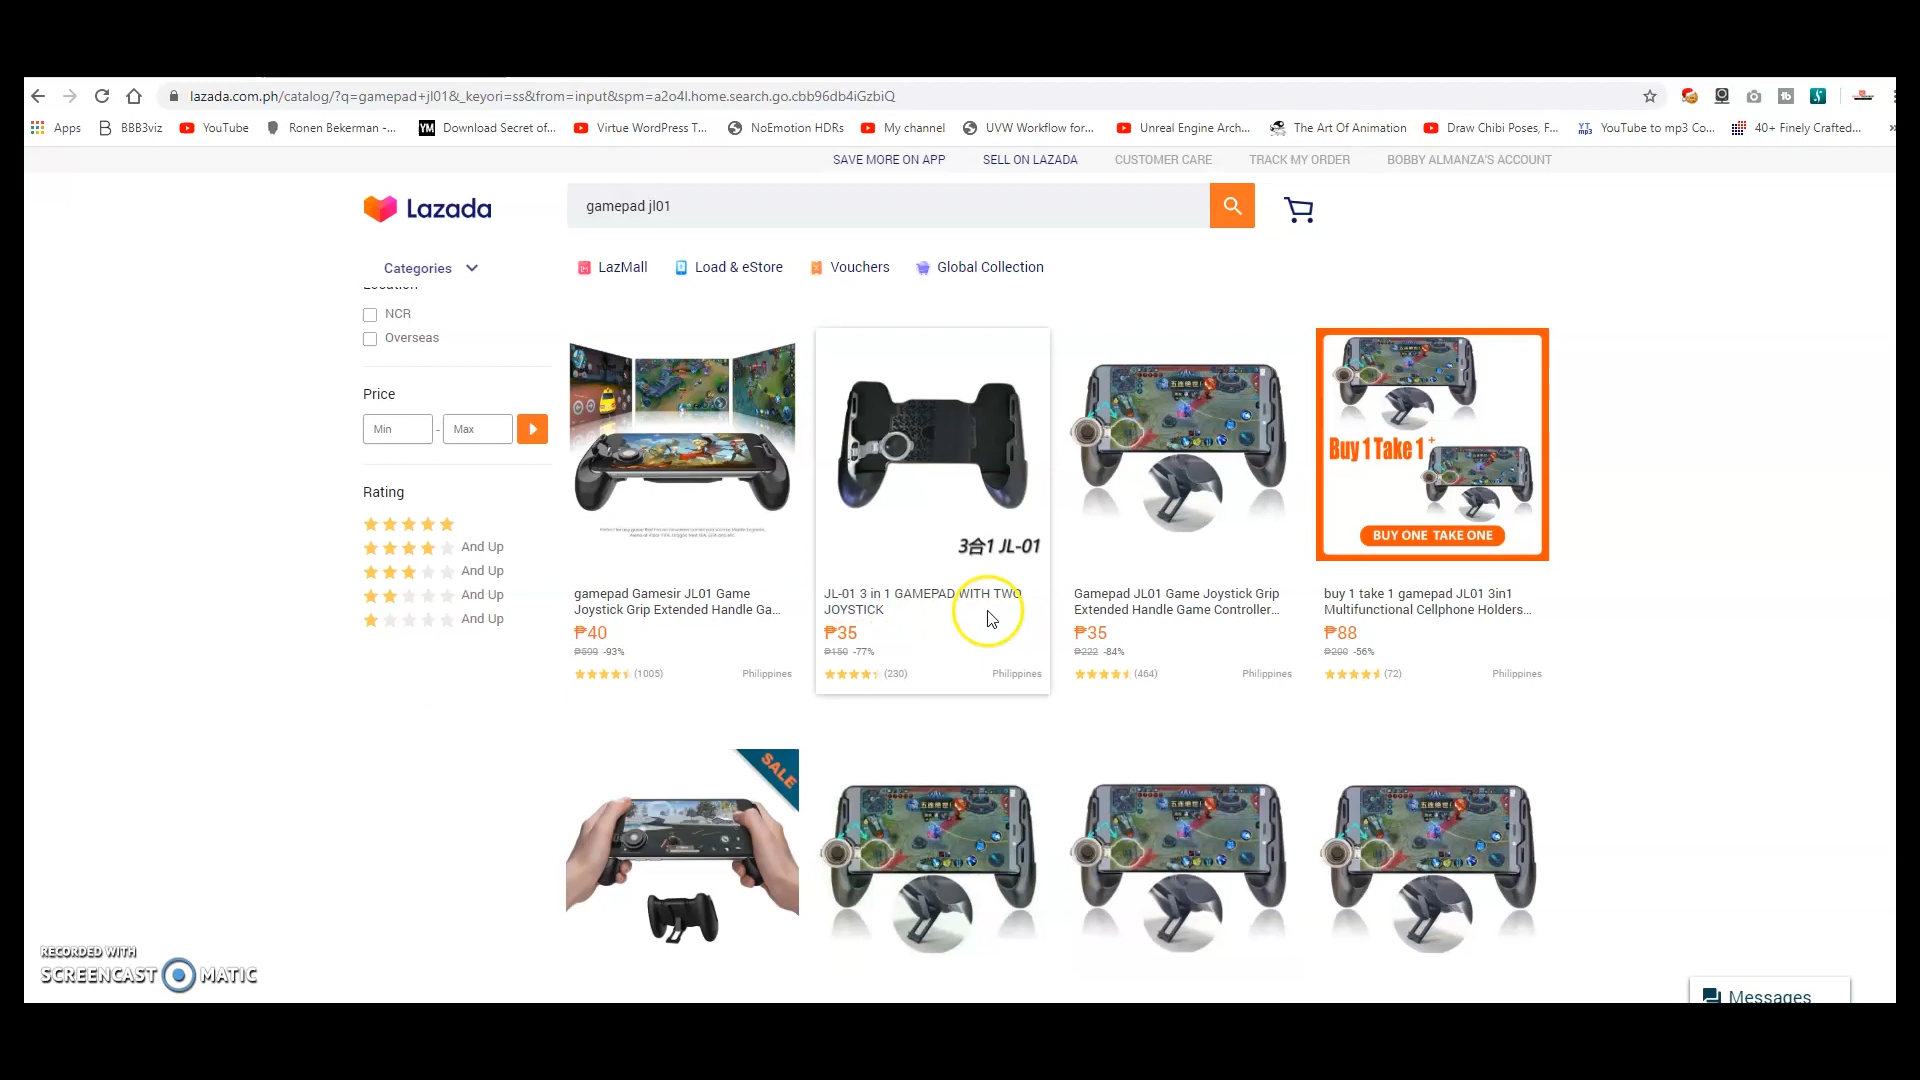 lazada.com.ph/catalog/?q=gamepad+jl01&_keyori=ss&from=input&spm=a2o4l.home.search.go.cbb96db4iGzbiQ
Apps
BBB3viz
YouTube
Ronen Bekerman -...
YM
Download Secret of...
Virtue WordPress T...
NoEmotion HDRs
My channel
UVW Workflow for...
Unreal Engine Arch...
The Art Of Animation
Draw Chibi Poses, F...
YouTube to mp3 Co...
40+ Finely Crafted...
SAVE MORE ON APP
SELL ON LAZADA
CUSTOMER CARE
TRACK MY ORDER
BOBBY ALMANZA'S ACCOUNT
Lazada
gamepad jl01
Categories
LazMall
Load & eStore
Vouchers
Global Collection
Location
NCR
Overseas
Price
Min
-
Max
Rating
And Up
And Up
And Up
And Up
3合1 JL-01
Buy 1 Take 1
BUY ONE TAKE ONE
gamepad Gamesir JL01 Game
Joystick Grip Extended Handle Ga...
₱40
₱599 -93%
(1005)
Philippines
JL-01 3 in 1 GAMEPAD WITH TWO
JOYSTICK
₱35
₱150 -77%
(230)
Philippines
Gamepad JL01 Game Joystick Grip
Extended Handle Game Controller...
₱35
₱222 -84%
(464)
Philippines
buy 1 take 1 gamepad JL01 3in1
Multifunctional Cellphone Holders...
₱88
₱200 -56%
(72)
Philippines
SALE
RECORDED WITH
SCREENCAST MATIC
Messages